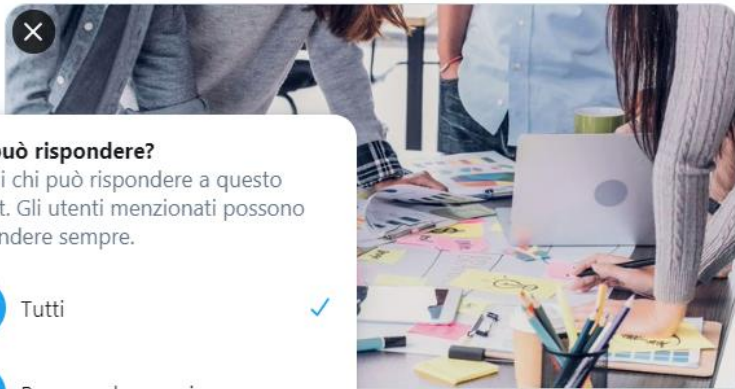 può rispondere?
i chi può rispondere a questo
t. Gli utenti menzionati possono
ndere sempre.
Tutti